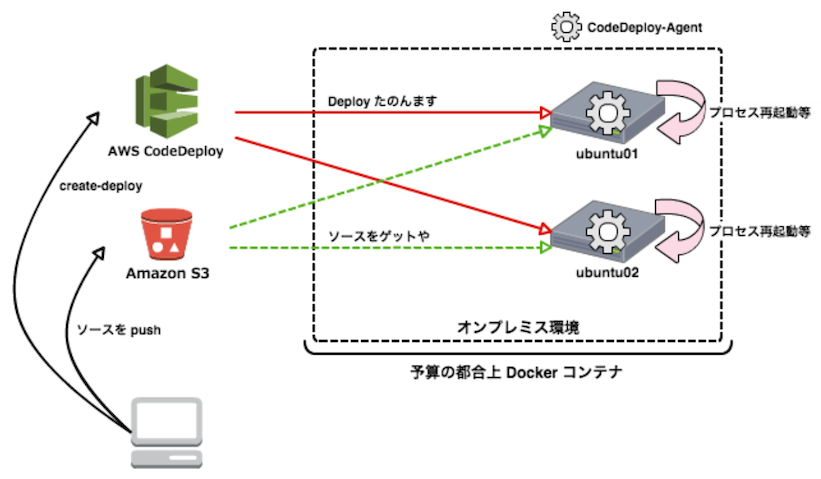 CodeDeploy-Agent
Deploy たのんます
プロセス再起動等
AWS CodeDeploy
ubuntu01
create-deploy
ソースをゲットや
プロセス再起動等
Amazon S3
ubuntu02
ソースを push
オンプレミス環境
予算の都合上 Docker コンテナ